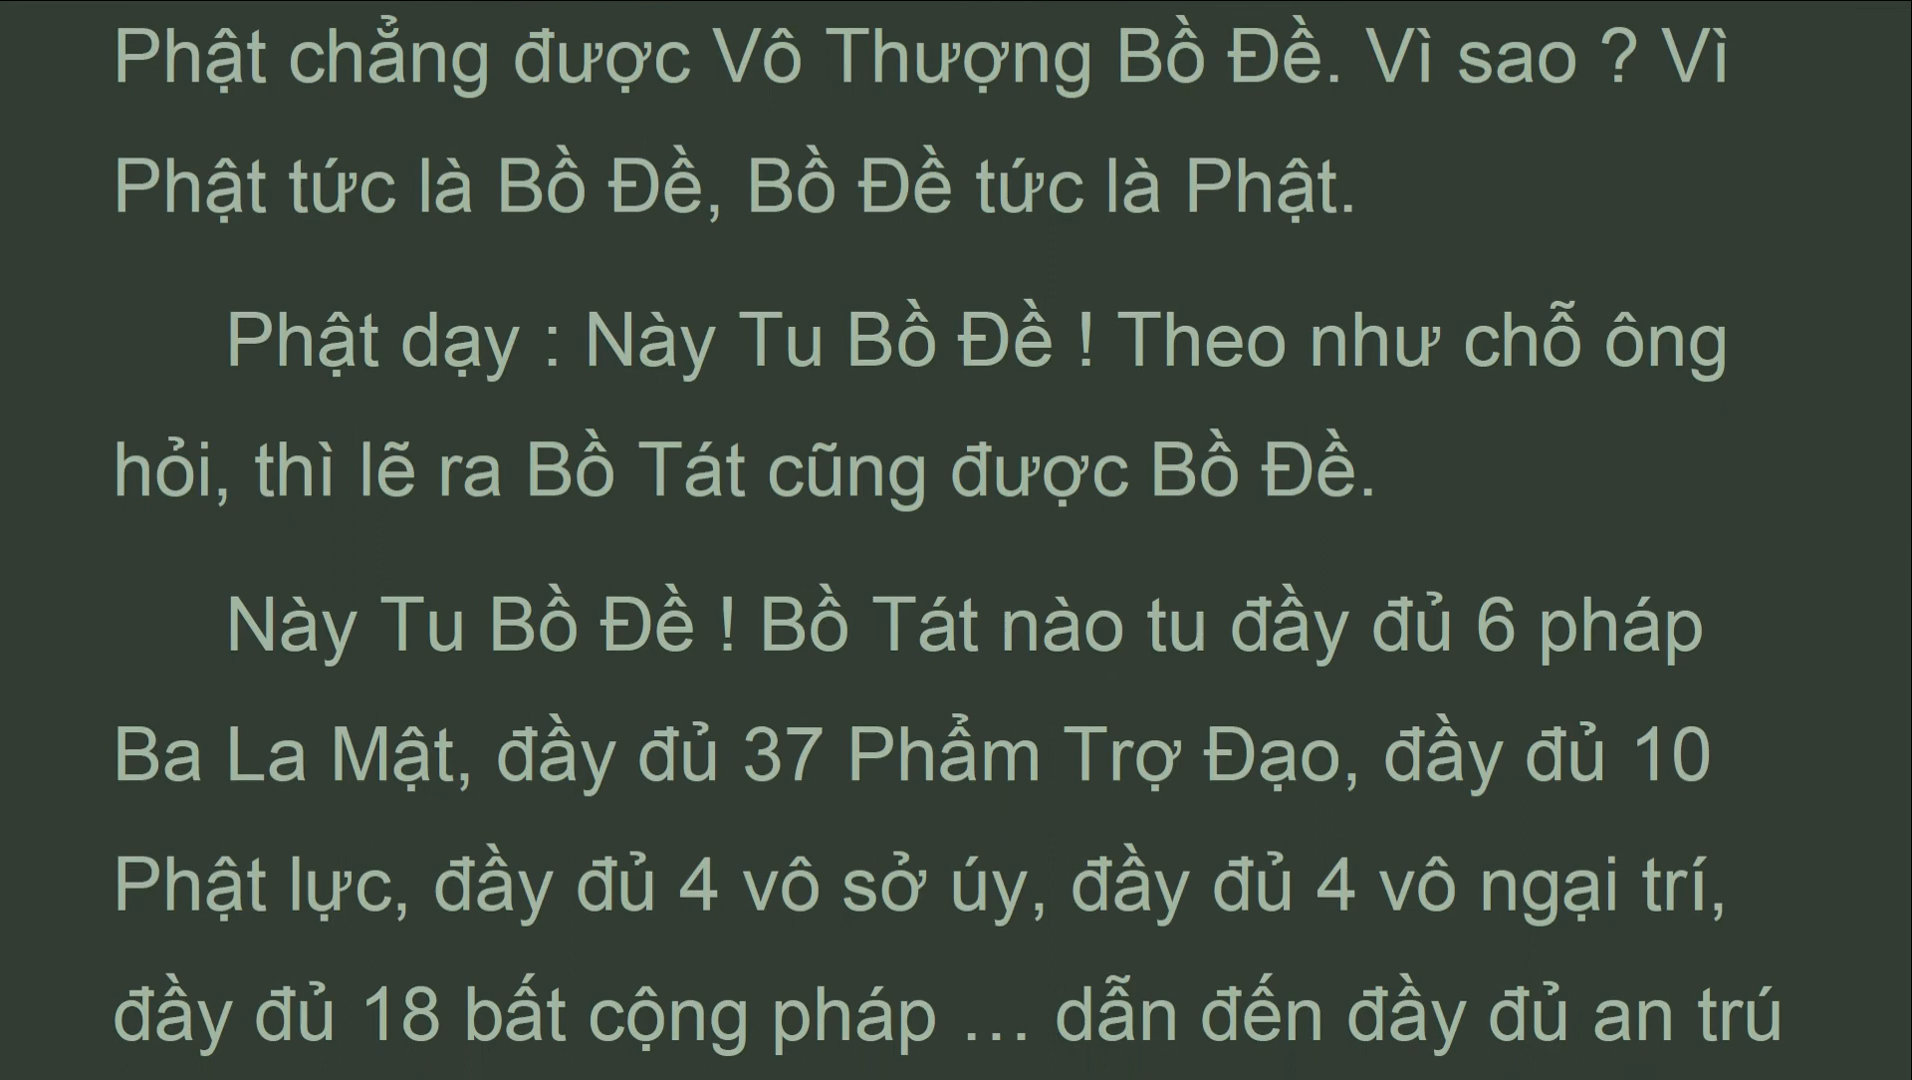 Phật chẳng được Vô Thượng Bồ Đề. Vì sao ? Vì
Phật tức là Bồ Đề, Bồ Đề tức là Phật.
Phật dạy : Này Tu Bồ Đề ! Theo như chỗ ông
hỏi, thì lẽ ra Bồ Tát cũng được Bồ Đề.
Này Tu Bồ Đề ! Bồ Tát nào tu đầy đủ 6 pháp
Ba La Mật, đầy đủ 37 Phẩm Trợ Đạo, đầy đủ 10
Phật lực, đầy đủ 4 vô sở úy, đầy đủ 4 vô ngại trí,
đầy đủ 18 bất cộng pháp … dẫn đến đầy đủ an trú